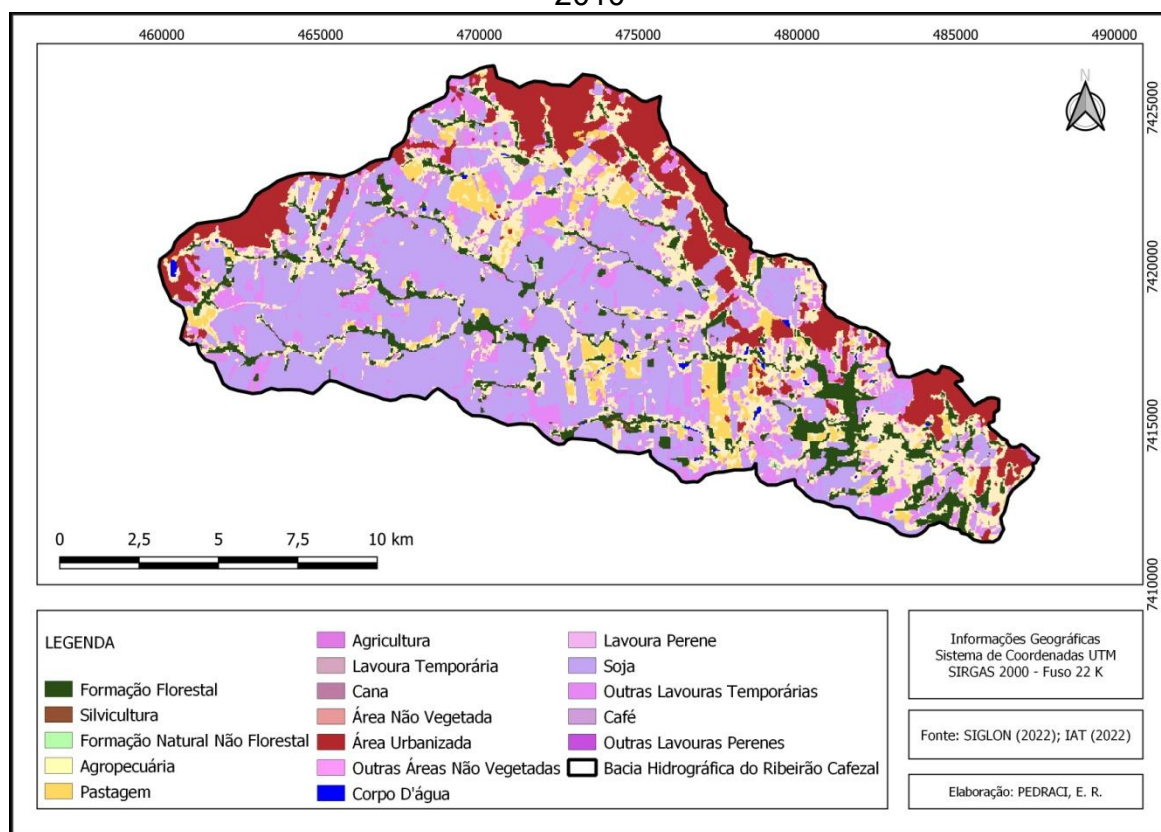 460000 465000 470000 475000 480000 485000 490000
N
7425000
7420000
7415000
7410000
0 2,5 5 7,5 10 km
LEGENDA
Formação Florestal
Silvicultura
Formação Natural Não Florestal
Agropecuária
Pastagem
Agricultura
Lavoura Temporária
Cana
Área Não Vegetada
Área Urbanizada
Outras Áreas Não Vegetadas
Corpo D'água
Lavoura Perene
Soja
Outras Lavouras Temporárias
Café
Outras Lavouras Perenes
Bacia Hidrográfica do Ribeirão Cafezal
Informações Geográficas
Sistema de Coordenadas UTM
SIRGAS 2000 - Fuso 22 K
Fonte: SIGLON (2022); IAT (2022)
Elaboração: PEDRACI, E. R.